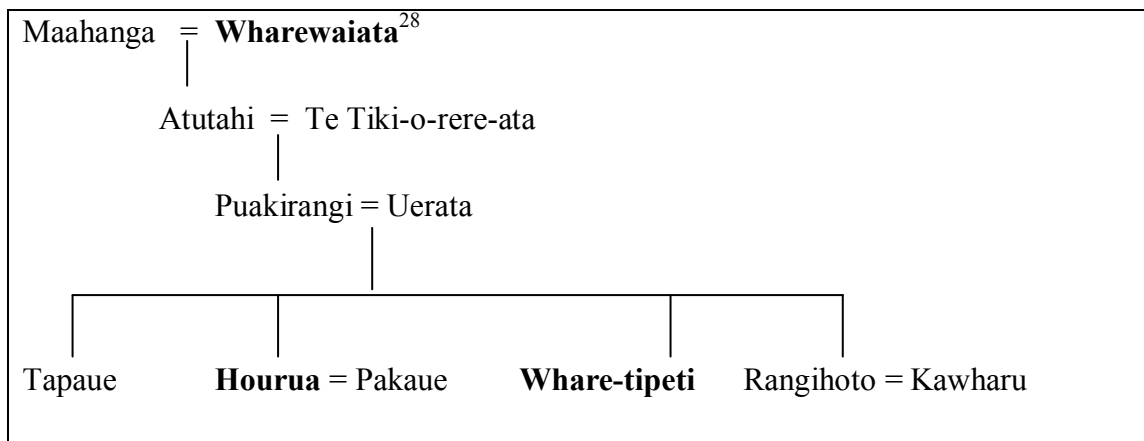 Maahanga = Wharewaiata28
Atutahi = Te Tiki-o-rere-ata
Puakirangi = Uerata
Tapaue Hourua = Pakaue Whare-tipeti Rangihoto = Kawharu